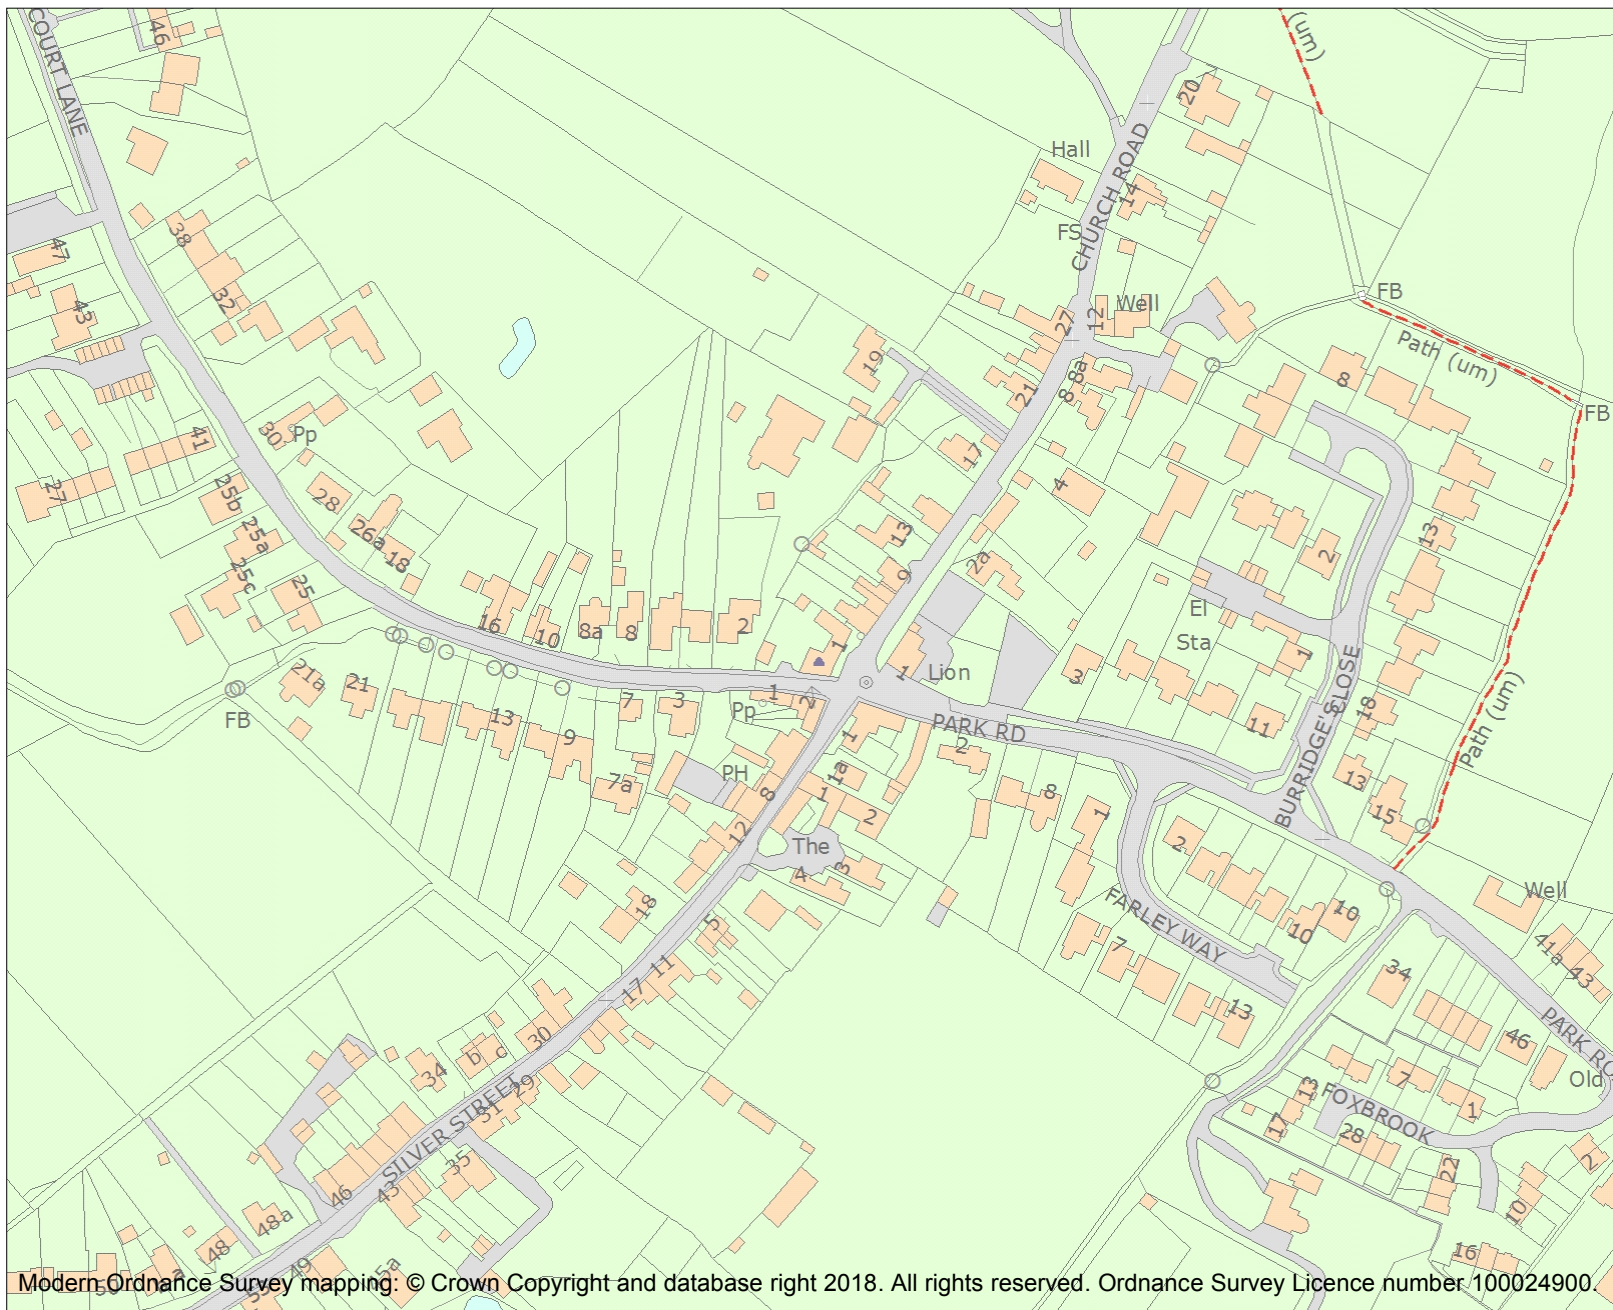 COURT LANE
46
(um)
20
CHURCH ROAD
Hall
14
FS
38
47
32
43
12
Well
27
FB
Path (um)
FB
19
21
8a
8
8
30
Pp
41
17
27
25b
28
4
26a
18
25a
13
13
2
25c
25
2a
9
El
Sta
16
10
8a
8
2
1
1
Lion
3
1
BURRIDGE'S CLOSE
21a
21
FB
1
2
7
3
Pp
13
9
1
PARK RD
2
11
18
Path (um)
PH
7a
8
1a
1
2
8
1
13
15
2
12
The
4
3
18
5
FARLEY WAY
10
10
Well
41a
43
7
34
11
17
13
46
PARK RO
30
b
c
34
29
31
SILVER STREET
Old
7
1
13
17
FOXBROOK
28
22
2
35
46
43
10
48a
48
16
49
a
Modern Ordnance Survey mapping: © Crown Copyright and database right 2018. All rights reserved. Ordnance Survey Licence number 100024900.